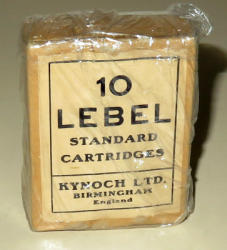 10
LEBEL
STANDARD
CARTRIDGES
KYNOCH LTD.
BIRMINGHAM
England